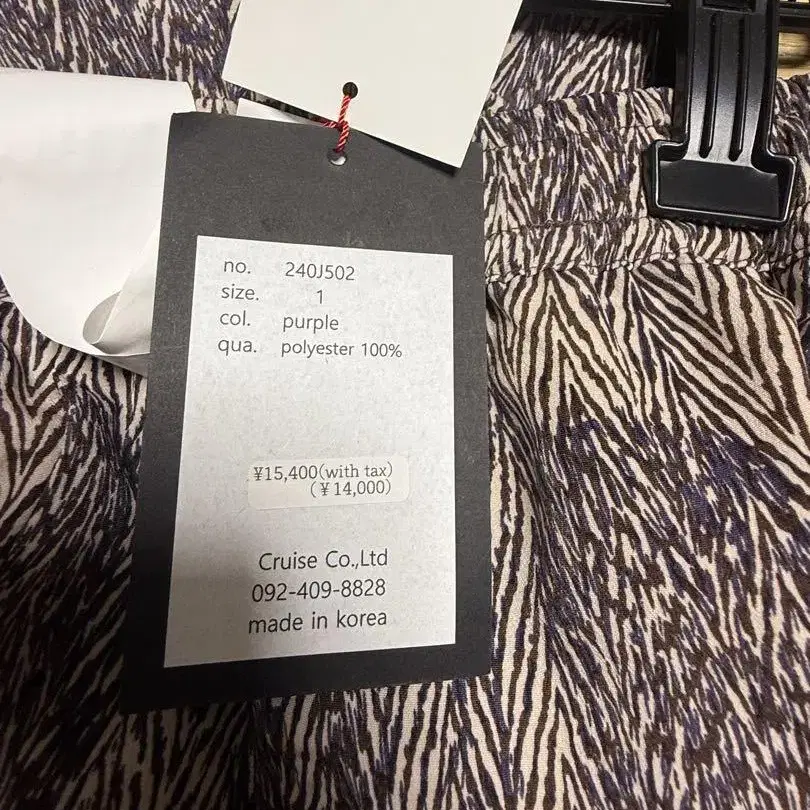 no. 240J502
size. 1
col. purple
qua. polyester 100%
¥15,400(with tax)
(¥14,000)
Cruise Co.,Ltd
092-409-8828
made in korea